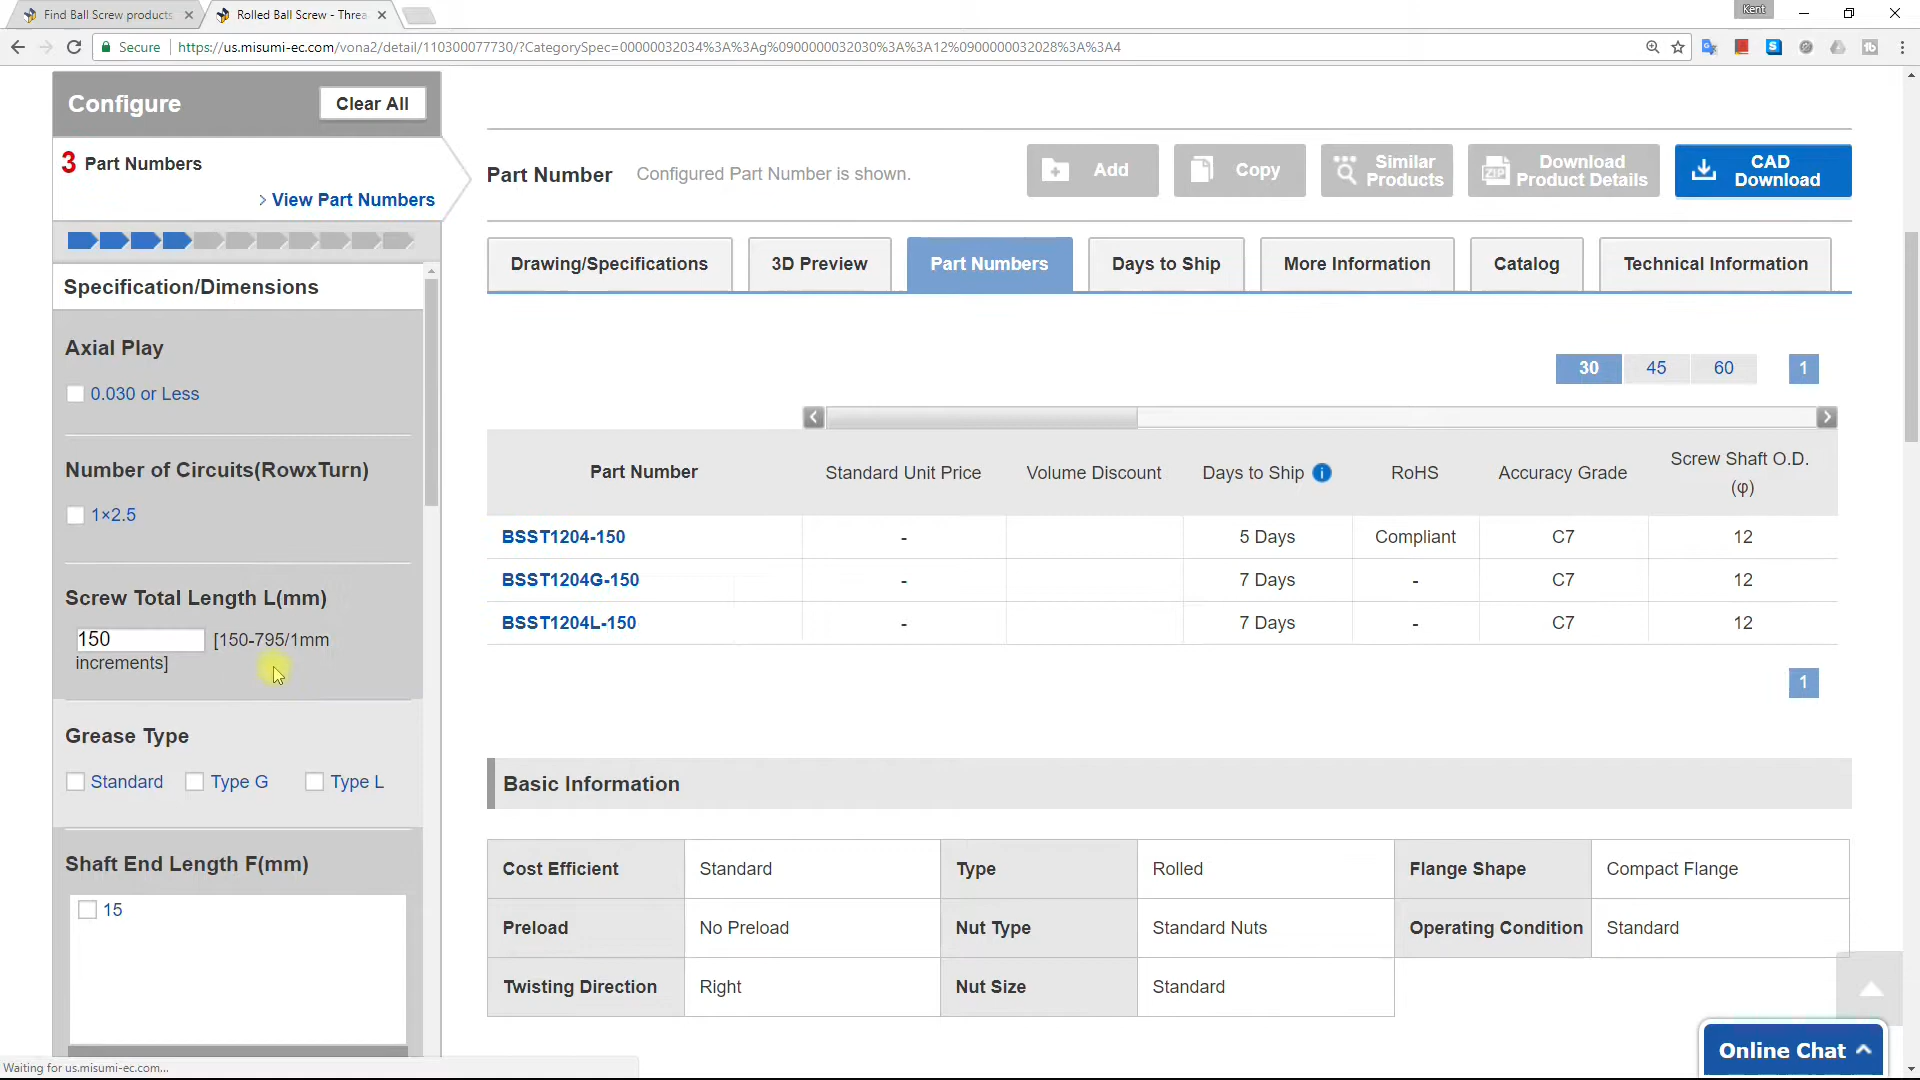 Find Ball Screw products
Rolled Ball Screw - Threa
Kent
Secure
https://us.misumi-ec.com/vona2/detail/110300077730/?CategorySpec=00000032034%3A%3Ag%0900000032030%3A%3A12%0900000032028%3A%3A4
Configure
Clear All
3 Part Numbers
> View Part Numbers
Specification/Dimensions
Axial Play
0.030 or Less
Number of Circuits(RowxTurn)
1×2.5
Screw Total Length L(mm)
150 [150-795/1mm
increments]
Grease Type
Standard Type G Type L
Shaft End Length F(mm)
15
Waiting for us.misumi-ec.com...
Part Number Configured Part Number is shown.
Add
Copy
Similar
Products
ZIP
Download
Product Details
CAD
Download
Drawing/Specifications 3D Preview Part Numbers Days to Ship More Information Catalog Technical Information
30 45 60 1
Part Number Standard Unit Price Volume Discount Days to Ship i RoHS Accuracy Grade Screw Shaft O.D.
(φ)
BSST1204-150 - 5 Days Compliant C7 12
BSST1204G-150 - 7 Days - C7 12
BSST1204L-150 - 7 Days - C7 12
1
Basic Information
Cost Efficient Standard Type Rolled Flange Shape Compact Flange
Preload No Preload Nut Type Standard Nuts Operating Condition Standard
Twisting Direction Right Nut Size Standard
Online Chat